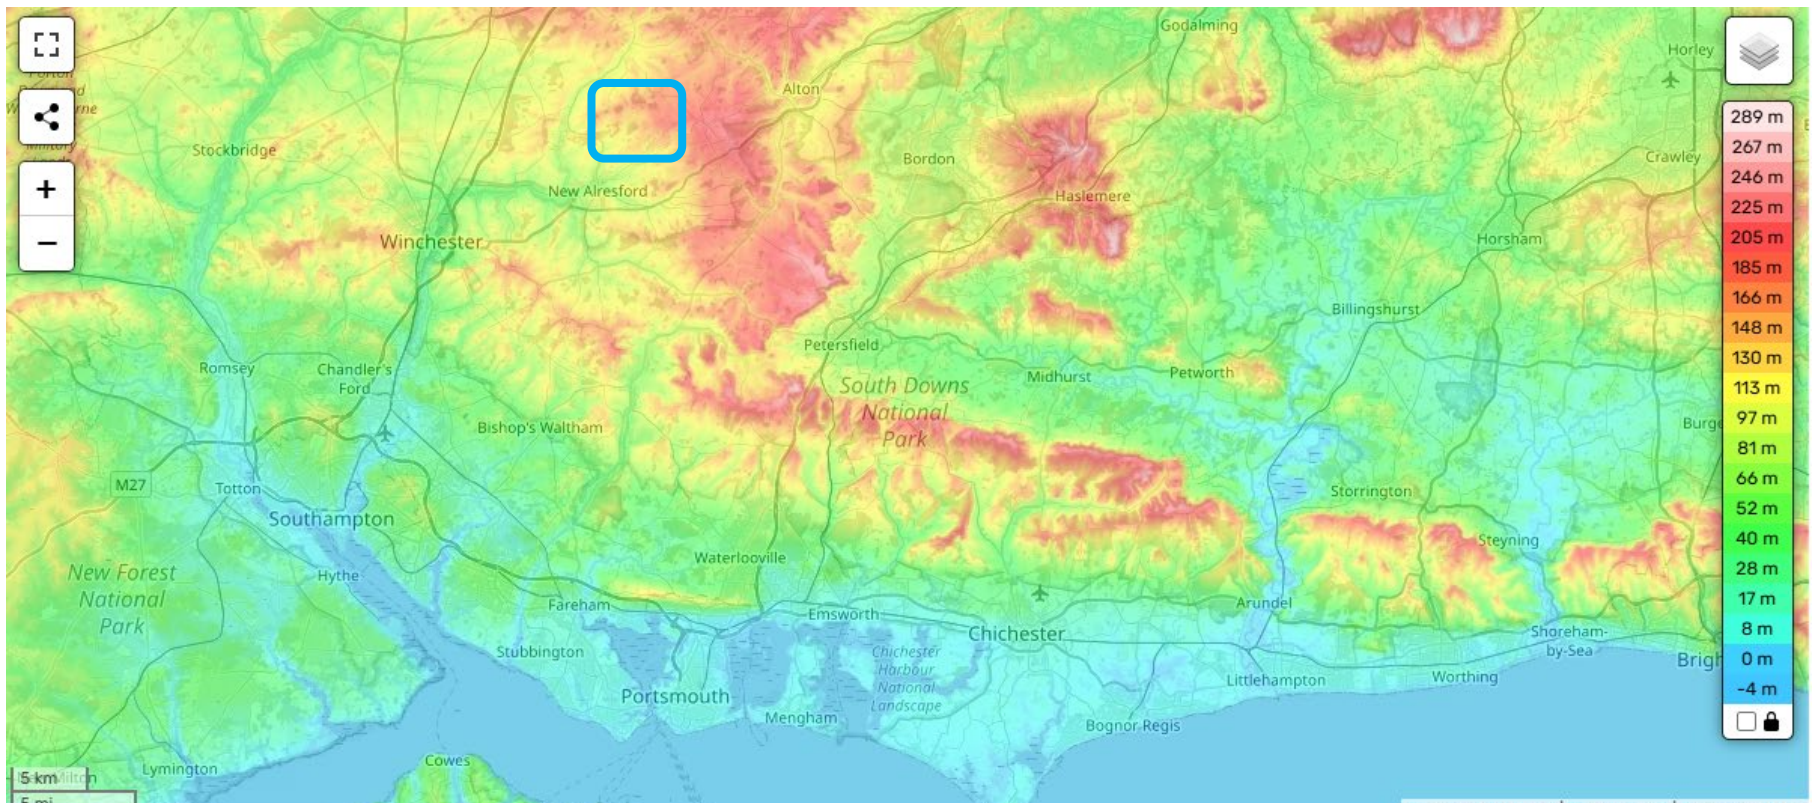 Godalming
Horley
Alton
Stockbridge
Bordon
Crawley
New Alresford
Haslemere
Winchester
Horsham
Billingshurst
Petersfield
Romsey
Chandler's
Ford
Midhurst
Petworth
South Downs
National
Park
Bishop's Waltham
M27
Totton
Storrington
Southampton
Steyning
Waterlooville
Hythe
New Forest
National
Park
Fareham
Emsworth
Arundel
Chichester
Shoreham-
by-Sea
Stubbington
Chichester
Harbour
National
Landscape
Brigh
Portsmouth
Littlehampton
Worthing
Mengham
Bognor Regis
Cowes
Lymington
5 km
5 mi
+
−
289 m
267 m
246 m
225 m
205 m
185 m
166 m
148 m
130 m
113 m
97 m
81 m
66 m
52 m
40 m
28 m
17 m
8 m
0 m
-4 m